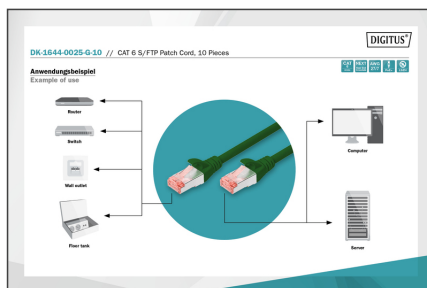 DIGITUS®
DK-1644-0025-G-10 // CAT 6 S/FTP Patch Cord, 10 Pieces
Anwendungsbeispiel
Example of use
CAT
Router
Switch
Wall outlet
Floor tank
Computer
Server